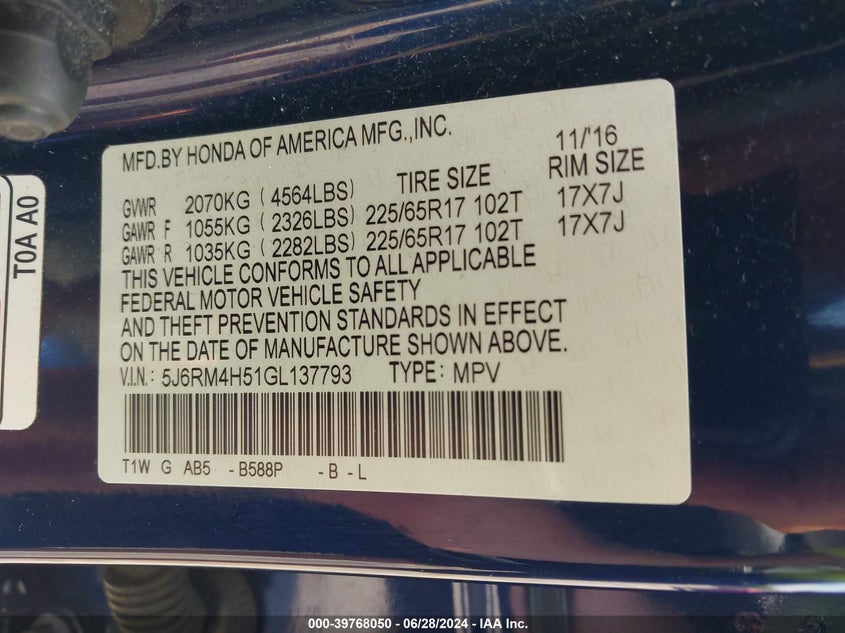 MFD.BY HONDA OF AMERICA MFG.,INC. 11/'16
TIRE SIZE RIM SIZE
GVWR 2070KG (4564LBS)
GAWR F 1055KG (2326LBS) 225/65R17 102T 17X7J
GAWR R 1035KG (2282LBS) 225/65R17 102T 17X7J
THIS VEHICLE CONFORMS TO ALL APPLICABLE
FEDERAL MOTOR VEHICLE SAFETY
AND THEFT PREVENTION STANDARDS IN EFFECT
ON THE DATE OF MANUFACTURE SHOWN ABOVE.
V.I.N: 5J6RM4H51GL137793 TYPE: MPV
T1W G AB5 -B588P -B -L
T0A A0
000-39768050 - 06/28/2024 - IAA Inc.